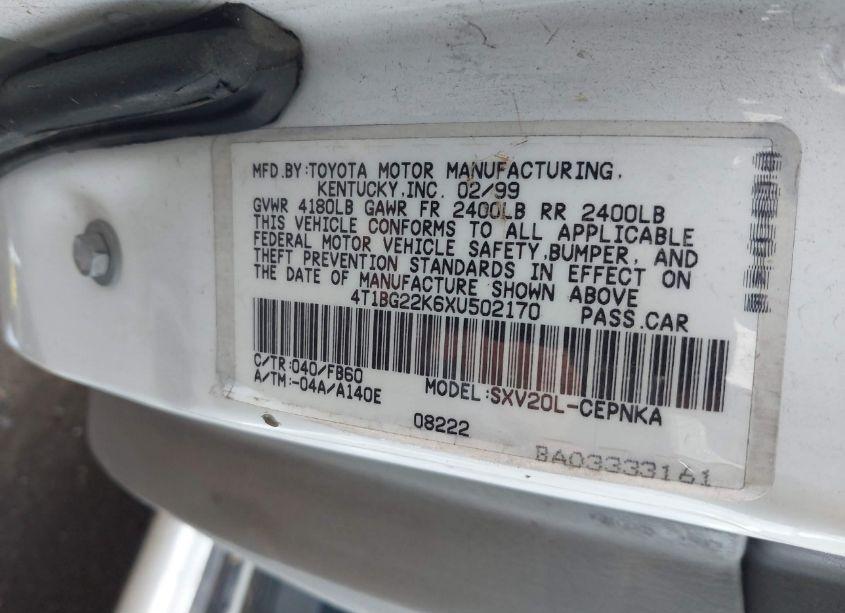 MFD.BY:TOYOTA MOTOR MANUFACTURING,
KENTUCKY,INC. 02/99
GVWR 4180LB GAWR FR 2400LB RR 2400LB
THIS VEHICLE CONFORMS TO ALL APPLICABLE
FEDERAL MOTOR VEHICLE SAFETY,BUMPER, AND
THEFT PREVENTION STANDARDS IN EFFECT ON
THE DATE OF MANUFACTURE SHOWN ABOVE
4T1BG22K6XU502170 PASS.CAR
C/TR:040/FB60
A/TM:-04A/A140E MODEL:SXV20L-CEPNKA
08222
BA03333161